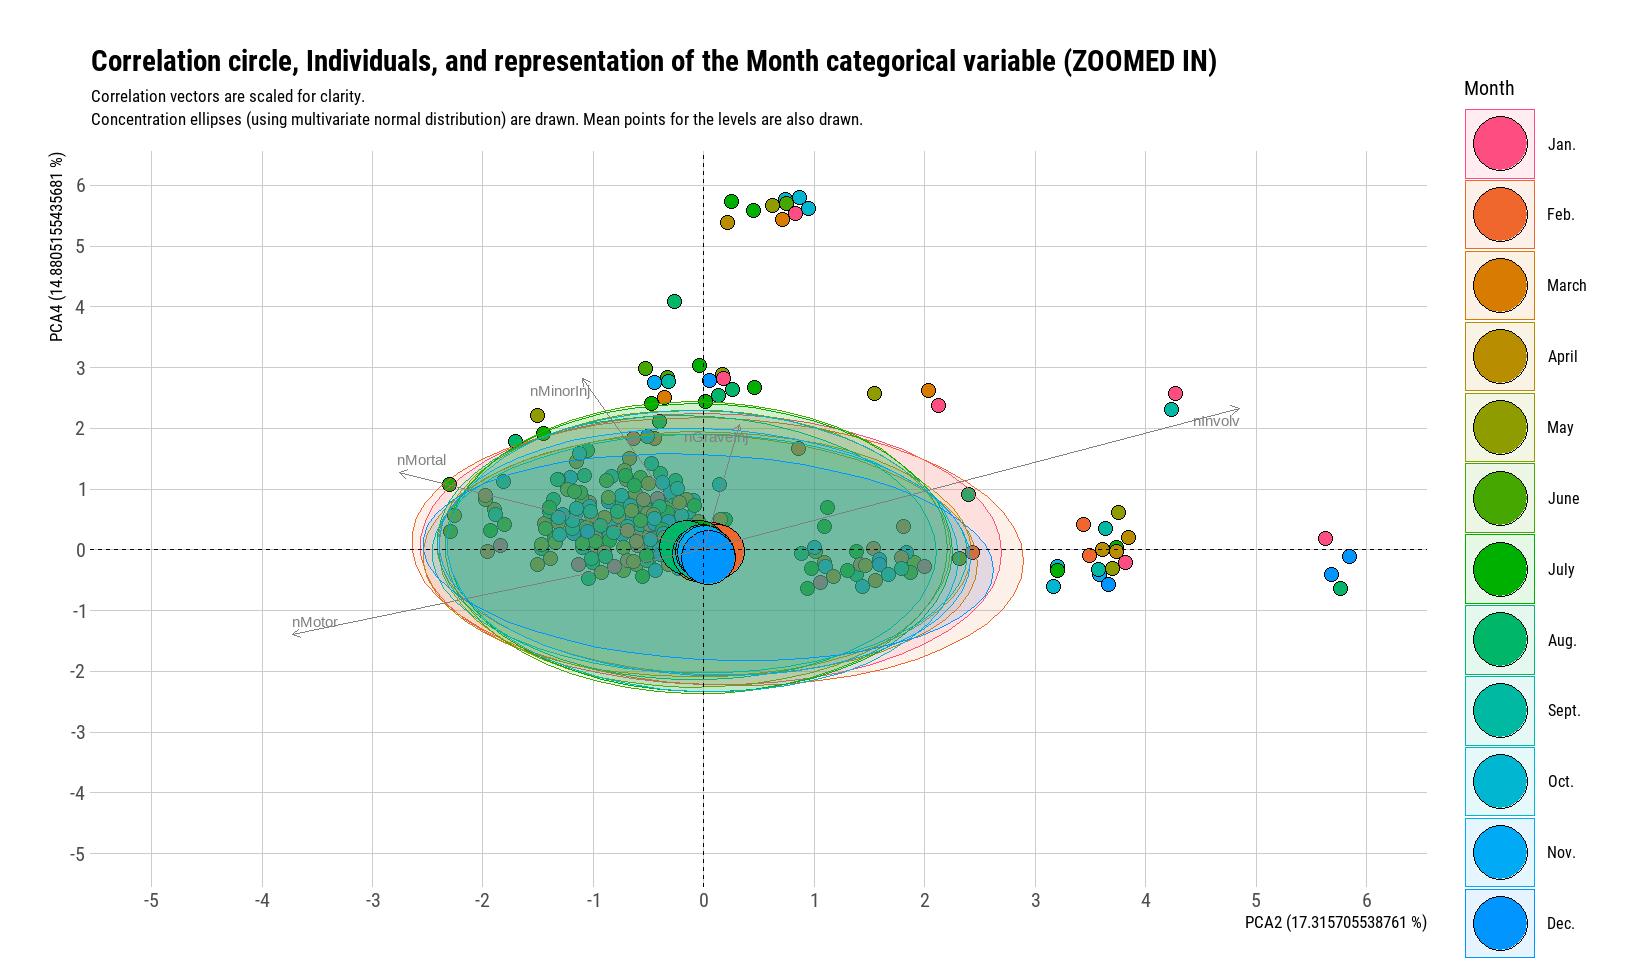 Correlation circle, Individuals, and representation of the Month categorical variable (ZOOMED IN)
Correlation vectors are scaled for clarity.
Concentration ellipses (using multivariate normal distribution) are drawn. Mean points for the levels are also drawn.
Month
Jan.
Feb.
March
April
May
June
July
Aug.
Sept.
Oct.
Nov.
Dec.
PCA4 (14.8805155435681 %)
6
5
4
3
2
1
0
-1
-2
-3
-4
-5
nMinorInj
nGraveInj
nInvolv
nMortal
nMotor
-5
-4
-3
-2
-1
0
1
2
3
4
5
6
PCA2 (17.315705538761 %)